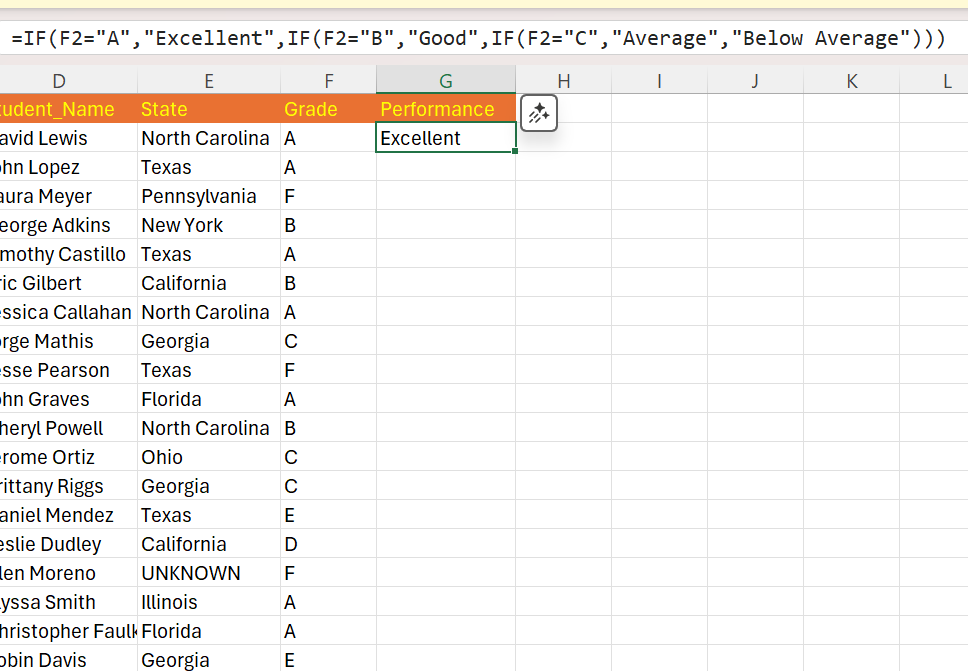 =IF(F2="A","Excellent",IF(F2="B","Good",IF(F2="C","Average","Below Average")))
D E F G H I J K L
tudent_Name State Grade Performance
avid Lewis North Carolina A Excellent
hn Lopez Texas A
aura Meyer Pennsylvania F
eorge Adkins New York B
mothy Castillo Texas A
ric Gilbert California B
essica Callahan North Carolina A
orge Mathis Georgia C
esse Pearson Texas F
ohn Graves Florida A
heryl Powell North Carolina B
erome Ortiz Ohio C
rittany Riggs Georgia C
aniel Mendez Texas E
eslie Dudley California D
len Moreno UNKNOWN F
lyssa Smith Illinois A
hristopher Faulk Florida A
obin Davis Georgia E